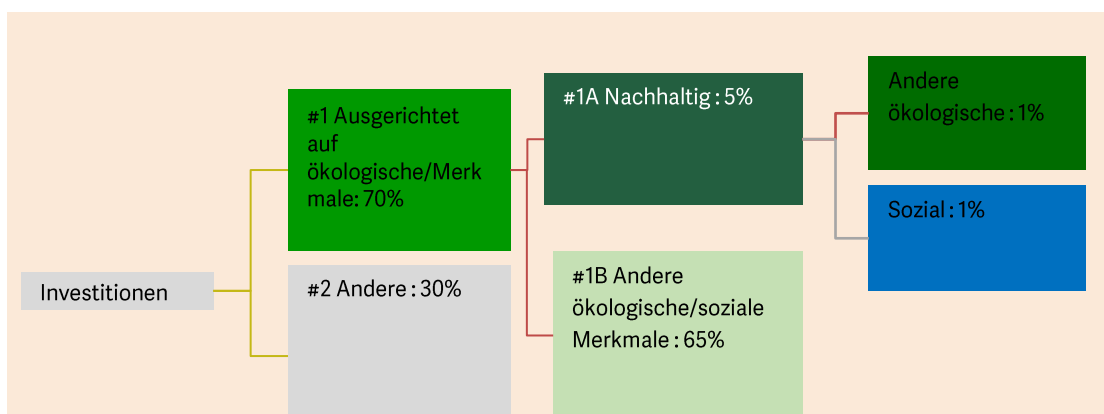 Investitionen
#1 Ausgerichtet
auf
ökologische/Merk
male: 70%
#2 Andere : 30%
#1A Nachhaltig : 5%
#1B Andere
ökologische/soziale
Merkmale : 65%
Andere
ökologische : 1%
Sozial : 1%